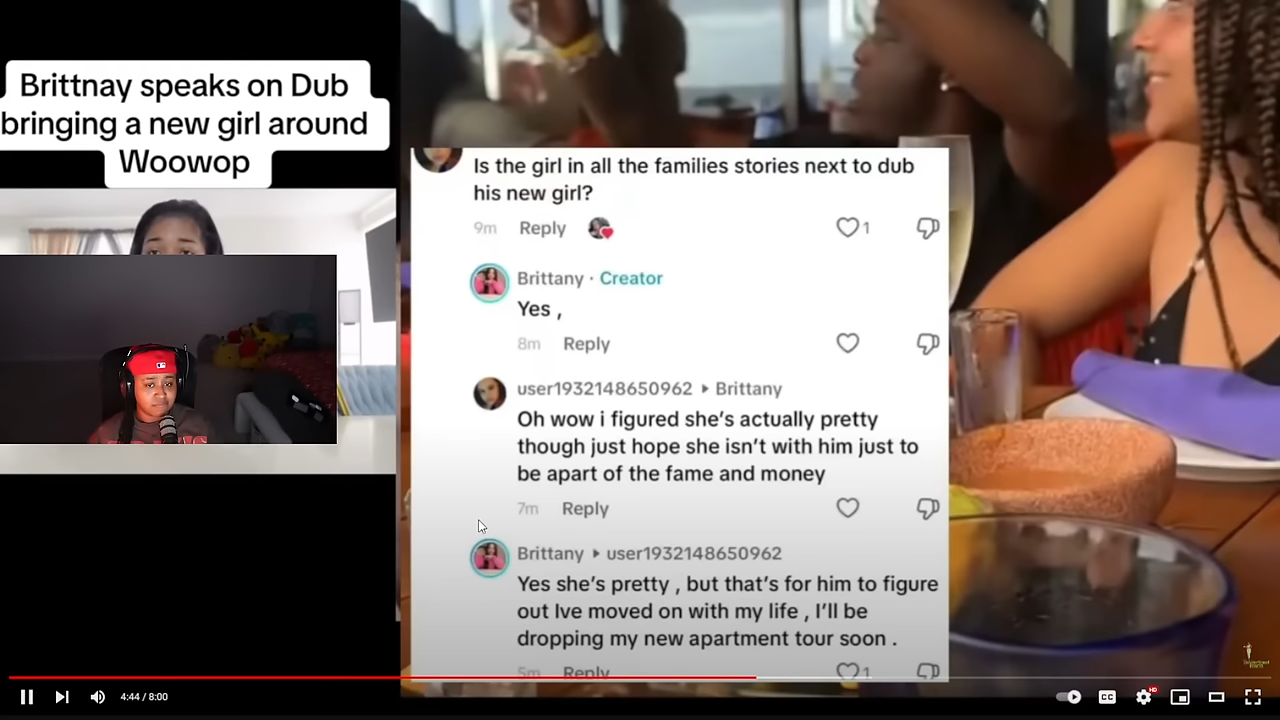 Brittnay speaks on Dub
bringing a new girl around
Woowop
Is the girl in all the families stories next to dub
his new girl?
9m Reply 1
Brittany · Creator
Yes ,
8m Reply
user1932148650962 ▸ Brittany
Oh wow i figured she's actually pretty
though just hope she isn't with him just to
be apart of the fame and money
7m Reply
Brittany ▸ user1932148650962
Yes she's pretty , but that's for him to figure
out Ive moved on with my life , I'll be
dropping my new apartment tour soon .
5m Reply 1
4:44 / 8:00
CC
HD